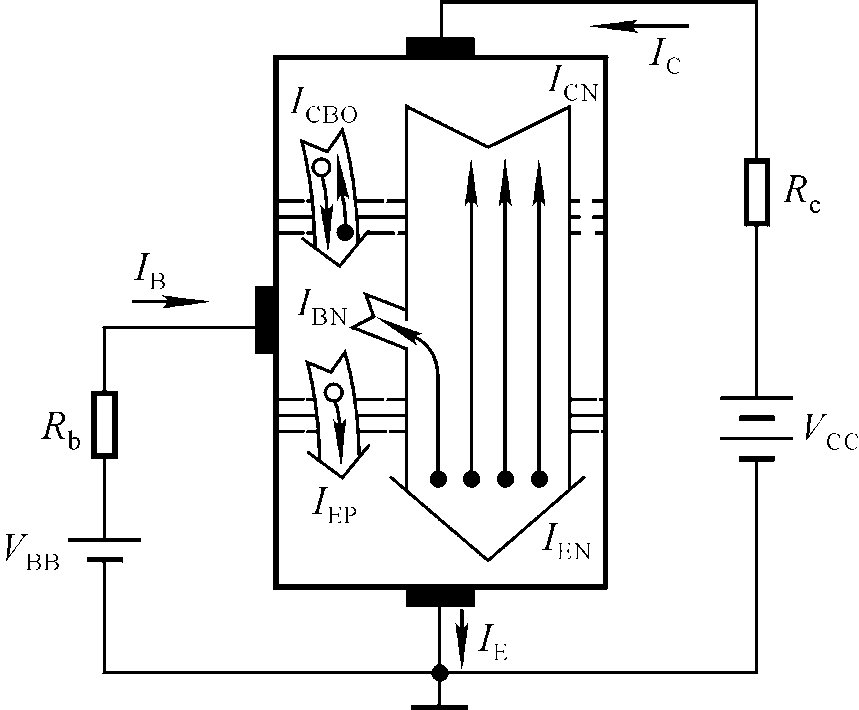 I_C
I_CN
I_CBO
R_c
I_B
I_BN
R_b
V_CC
I_EP
I_EN
V_BB
I_E